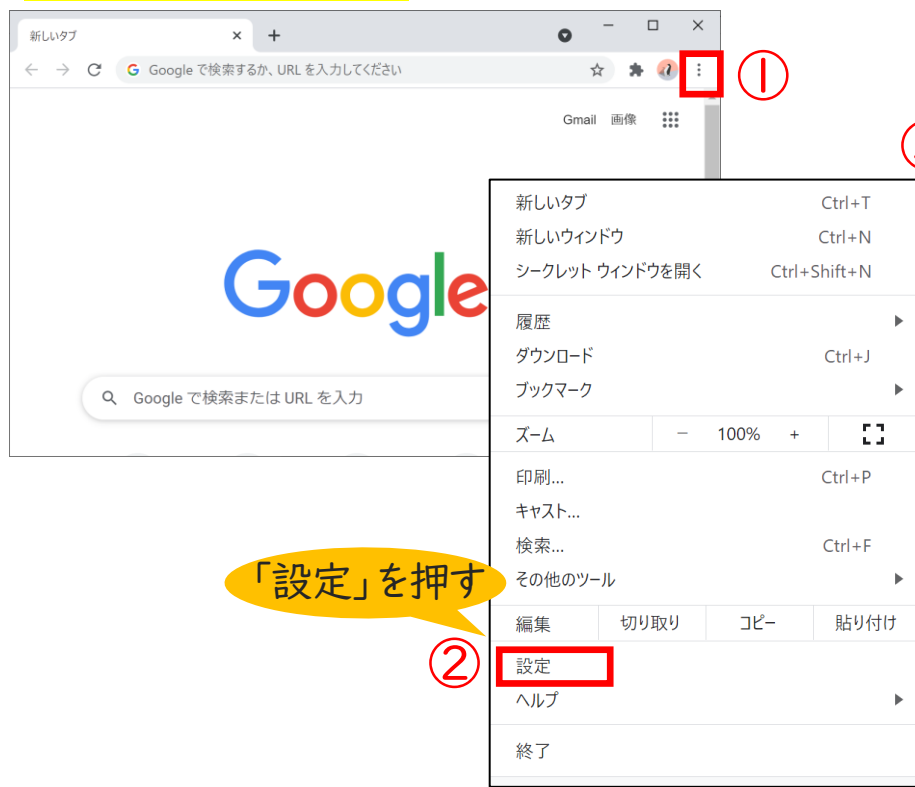 新しいタブ
Google で検索するか、URL を入力してください
①
Gmail 画像
Google
Google で検索または URL を入力
新しいタブ Ctrl+T
新しいウィンドウ Ctrl+N
シークレット ウィンドウを開く Ctrl+Shift+N
履歴
ダウンロード Ctrl+J
ブックマーク
ズーム － 100% +
印刷... Ctrl+P
キャスト...
検索... Ctrl+F
その他のツール
「設定」を押す
編集 切り取り コピー 貼り付け
②
設定
ヘルプ
終了